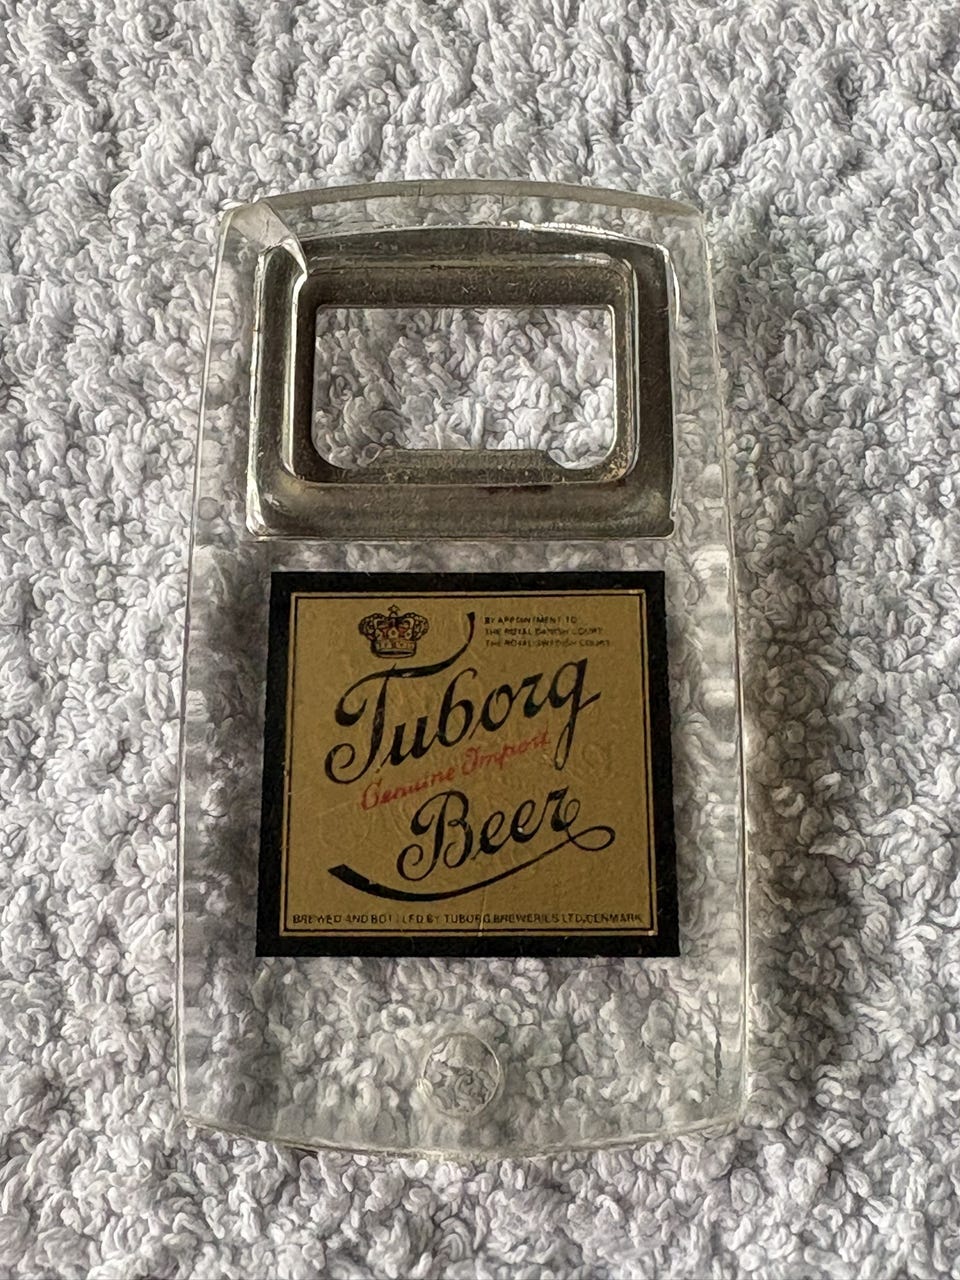 BY APPOINTMENT TO
THE ROYAL DANISH COURT
THE ROYAL SWEDISH COURT
Tuborg
Genuine Import
Beer
BREWED AND BOTTLED BY TUBORG BREWERIES LTD. DENMARK